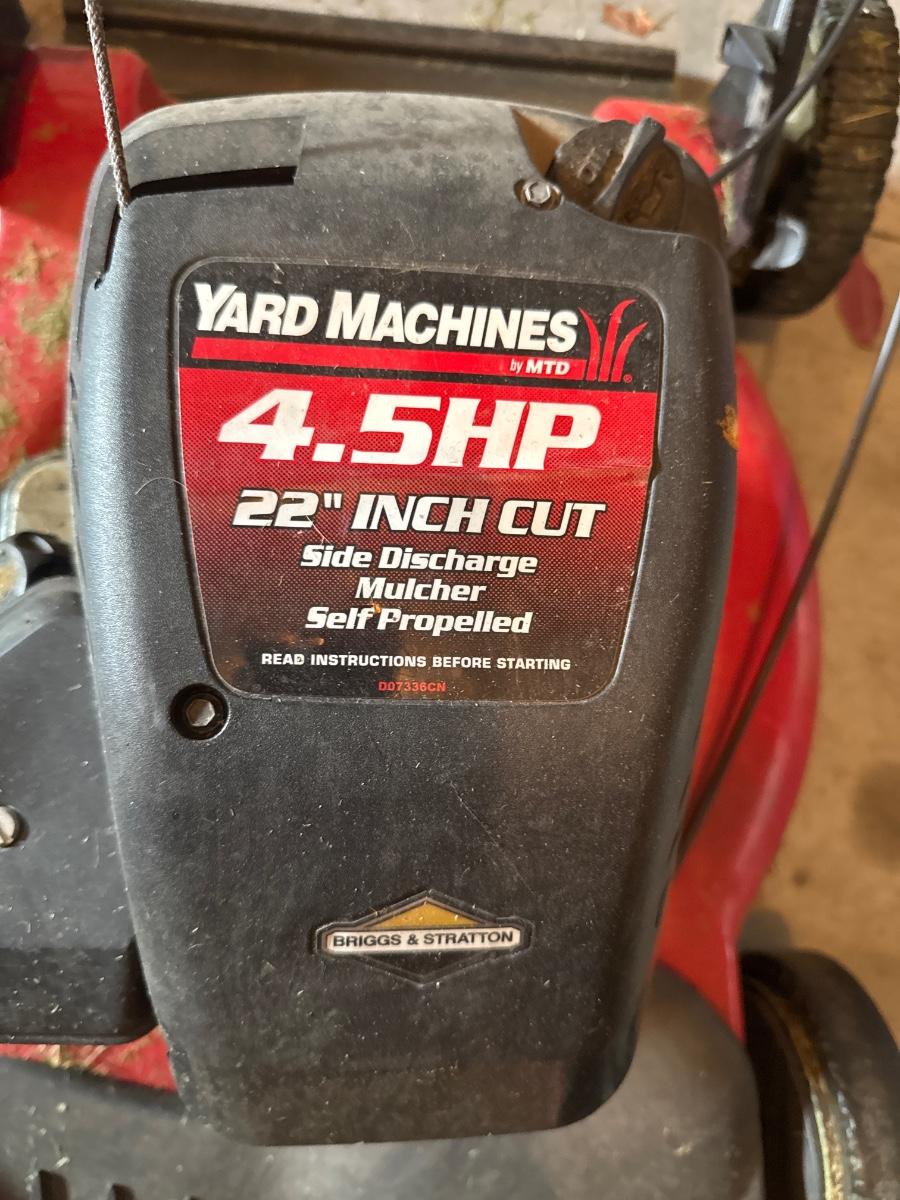 YARD MACHINES
by MTD
4.5HP
22" INCH CUT
Side Discharge
Mulcher
Self Propelled
READ INSTRUCTIONS BEFORE STARTING
D07336CN
BRIGGS & STRATTON